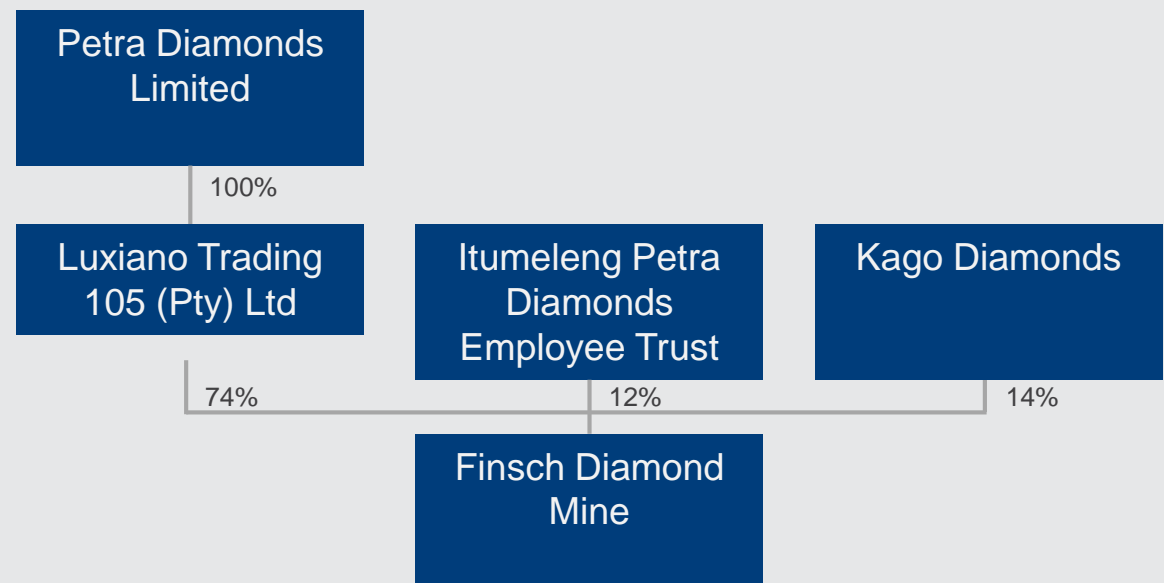 Petra Diamonds
Limited
100%
Luxiano Trading
105 (Pty) Ltd
Itumeleng Petra
Diamonds
Employee Trust
Kago Diamonds
74%
12%
14%
Finsch Diamond
Mine